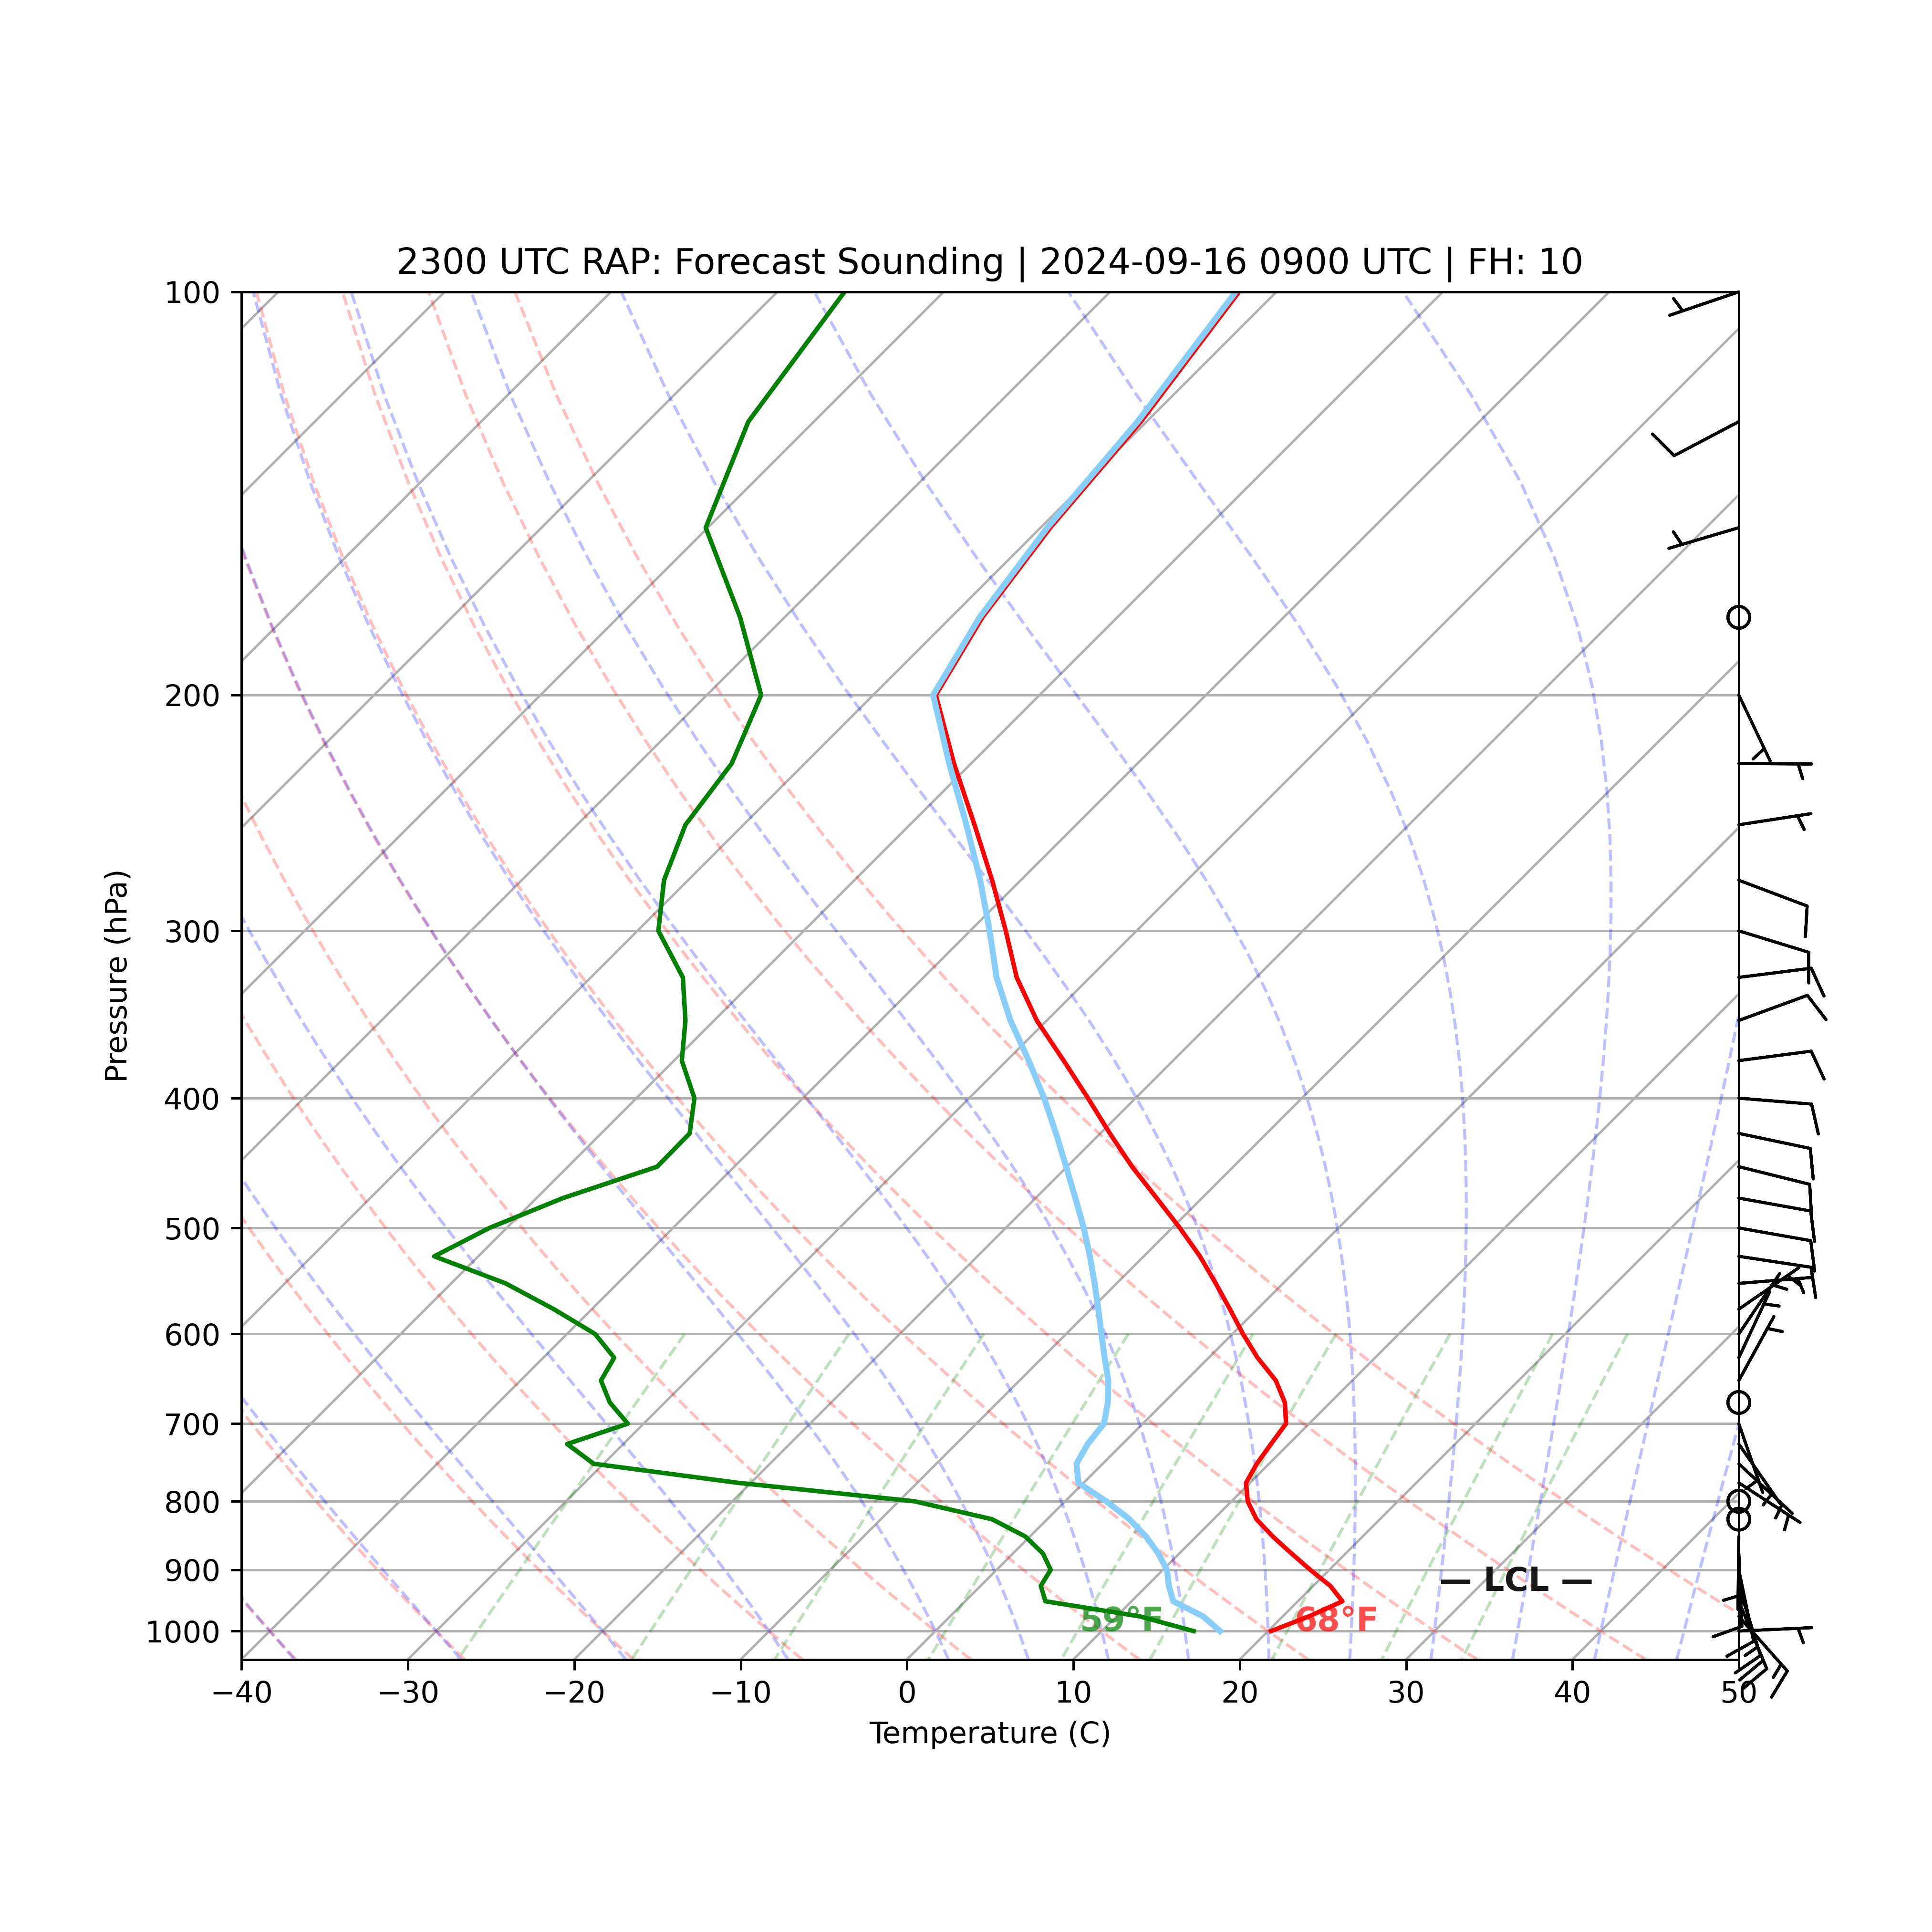 2300 UTC RAP: Forecast Sounding | 2024-09-16 0900 UTC | FH: 10
100
200
300
400
500
600
700
800
900
1000
Pressure (hPa)
— LCL —
59°F 68°F
−40 −30 −20 −10 0 10 20 30 40 50
Temperature (C)